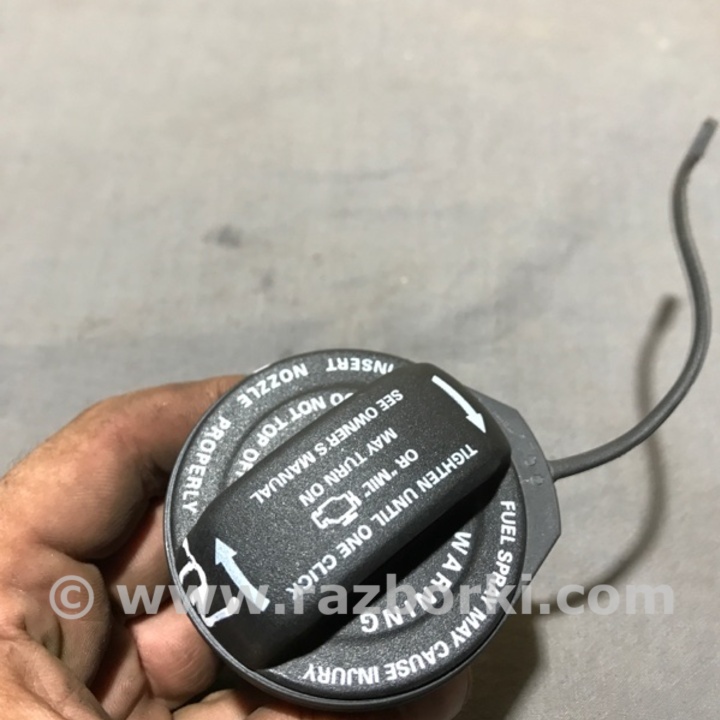 INSERT NOZZLE PROPERLY
DO NOT TOP OF
WARNING
FUEL SPRAY MAY CAUSE INJURY
TIGHTEN UNTIL ONE CLICK
OR "MIL"
MAY TURN ON
SEE OWNER'S MANUAL
© www.razborki.com